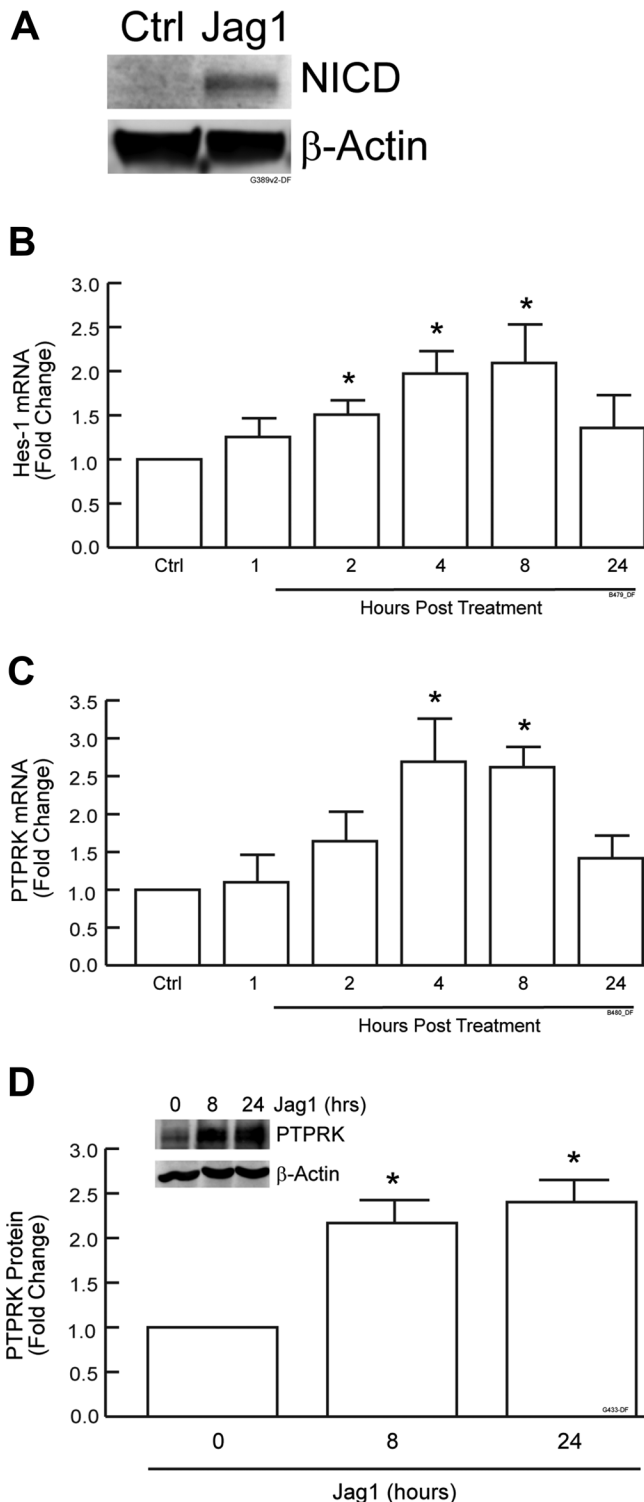 A
Ctrl Jag1
NICD
β-Actin
G389v2-DF
B
Hes-1 mRNA
(Fold Change)
3.0
2.5
2.0
1.5
1.0
0.5
0.0
*
*
*
Ctrl 1 2 4 8 24
B479_DF
Hours Post Treatment
C
PTPRK mRNA
(Fold Change)
3.5
3.0
2.5
2.0
1.5
1.0
0.5
0.0
*
*
Ctrl 1 2 4 8 24
B480_DF
Hours Post Treatment
D
0 8 24 Jag1 (hrs)
PTPRK
β-Actin
PTPRK Protein
(Fold Change)
3.0
2.5
2.0
1.5
1.0
0.5
0.0
*
*
G433-DF
0 8 24
Jag1 (hours)